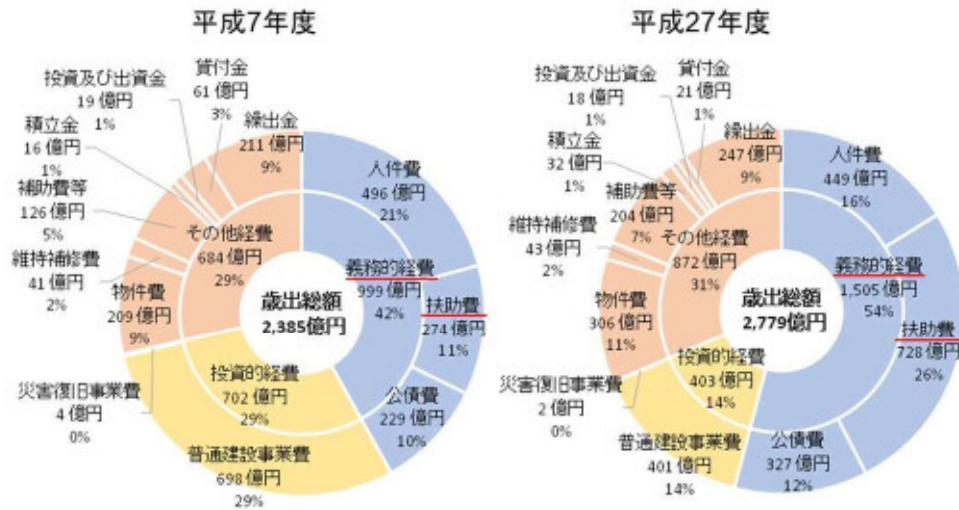 平成7年度
投資及び出資金
19 億円
1%
貸付金
61 億円
3%
積立金
16 億円
1%
繰出金
211 億円
9%
補助費等
126 億円
5%
維持補修費
41 億円
2%
物件費
209 億円
9%
その他経費
684 億円
29%
人件費
496 億円
21%
義務的経費
999 億円
42%
扶助費
274 億円
11%
歳出総額
2,385億円
公債費
229 億円
10%
投資的経費
702 億円
29%
災害復旧事業費
4 億円
0%
普通建設事業費
698 億円
29%
平成27年度
投資及び出資金
18 億円
1%
貸付金
21 億円
1%
積立金
32 億円
1%
繰出金
247 億円
9%
補助費等
204 億円
7%
維持補修費
43 億円
2%
物件費
306 億円
11%
その他経費
872 億円
31%
人件費
449 億円
16%
義務的経費
1,505 億円
54%
扶助費
728 億円
26%
歳出総額
2,779億円
公債費
327 億円
12%
投資的経費
403 億円
14%
災害復旧事業費
2 億円
0%
普通建設事業費
401 億円
14%